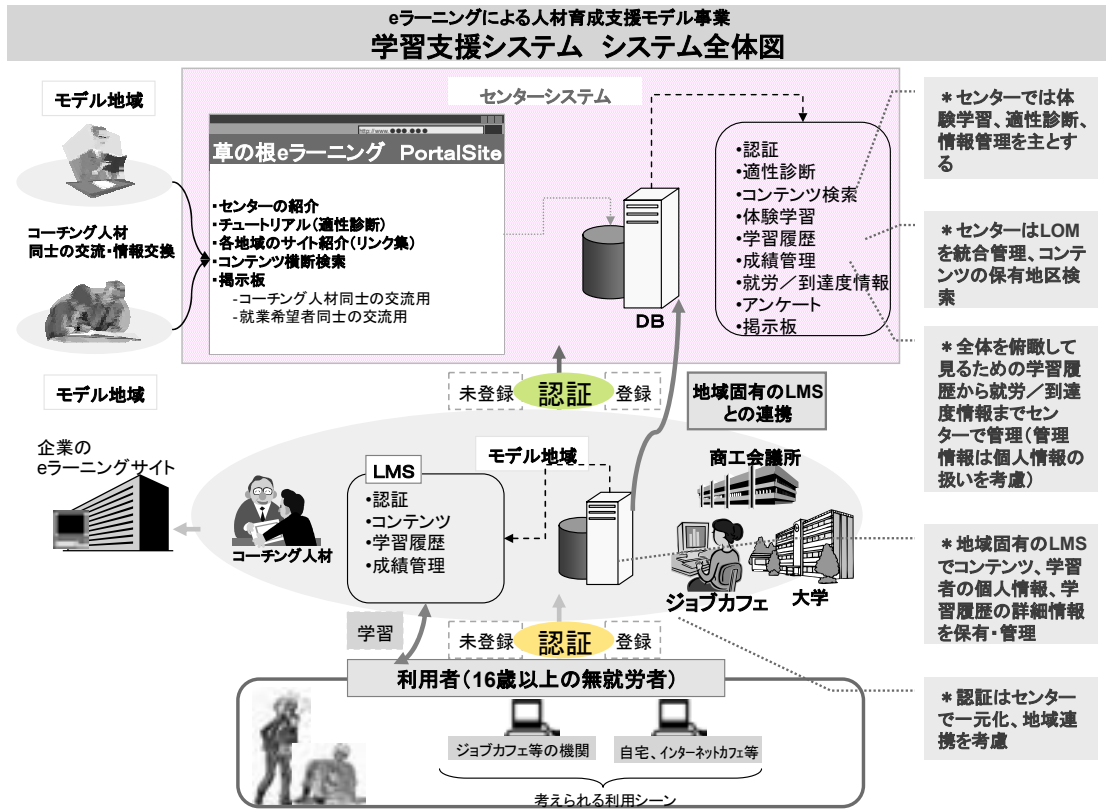 eラーニングによる人材育成支援モデル事業
学習支援システム システム全体図
モデル地域
コーチング人材
同士の交流・情報交換
センターシステム
http://www.●●●.●●●
草の根eラーニング PortalSite
・センターの紹介
・チュートリアル(適性診断)
・各地域のサイト紹介(リンク集)
・コンテンツ横断検索
・掲示板
-コーチング人材同士の交流用
-就業希望者同士の交流用
DB
•認証
•適性診断
•コンテンツ検索
•体験学習
•学習履歴
•成績管理
•就労/到達度情報
•アンケート
•掲示板
未登録
認証
登録
地域固有のLMS
との連携
モデル地域
企業の
eラーニングサイト
コーチング人材
LMS
•認証
•コンテンツ
•学習履歴
•成績管理
モデル地域
商工会議所
ジョブカフェ
大学
学習
未登録
認証
登録
利用者(16歳以上の無就労者)
ジョブカフェ等の機関
自宅、インターネットカフェ等
考えられる利用シーン
*センターでは体
験学習、適性診断、
情報管理を主とす
る
*センターはLOM
を統合管理、コンテ
ンツの保有地区検
索
*全体を俯瞰して
見るための学習履
歴から就労/到達
度情報までセン
ターで管理(管理
情報は個人情報の
扱いを考慮)
*地域固有のLMS
でコンテンツ、学習
者の個人情報、学
習履歴の詳細情報
を保有・管理
*認証はセンター
で一元化、地域連
携を考慮